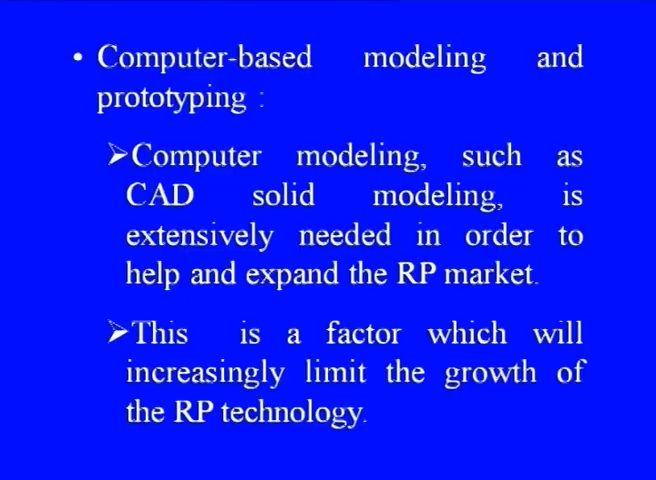 • Computer-based modeling and
prototyping :
➢Computer modeling, such as
CAD solid modeling, is
extensively needed in order to
help and expand the RP market.
➢This is a factor which will
increasingly limit the growth of
the RP technology.